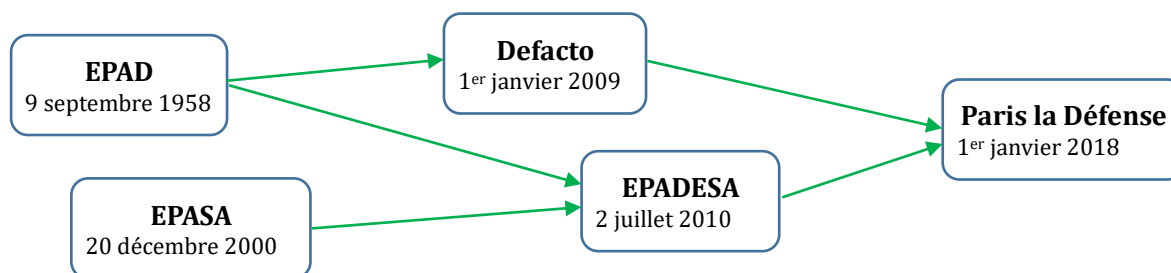 EPAD
9 septembre 1958
Defacto
1er janvier 2009
Paris la Défense
1er janvier 2018
EPASA
20 décembre 2000
EPADESA
2 juillet 2010